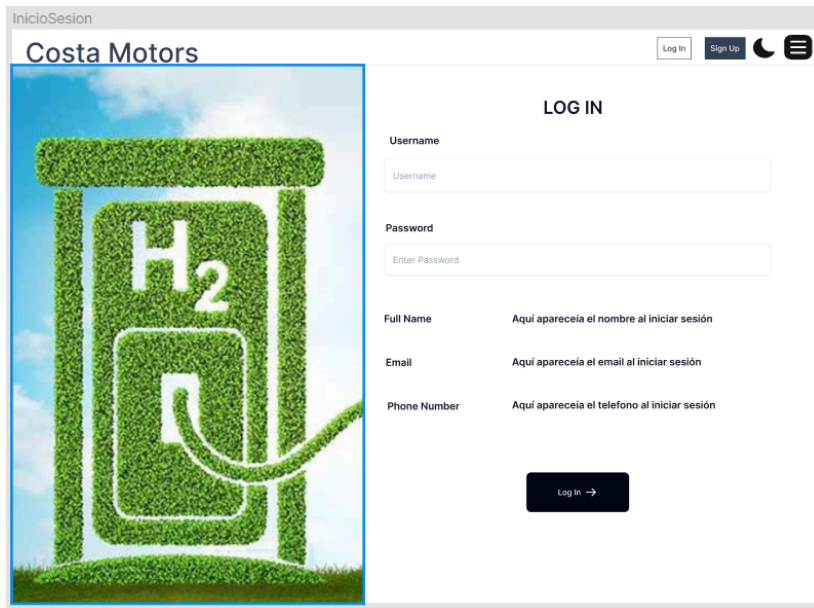 InicioSesion
Costa Motors
Log In
Sign Up
LOG IN
Username
Username
Password
Enter Password
Full Name
Aquí apareceía el nombre al iniciar sesión
Email
Aquí apareceía el email al iniciar sesión
Phone Number
Aquí apareceía el telefono al iniciar sesión
Log In →
H2